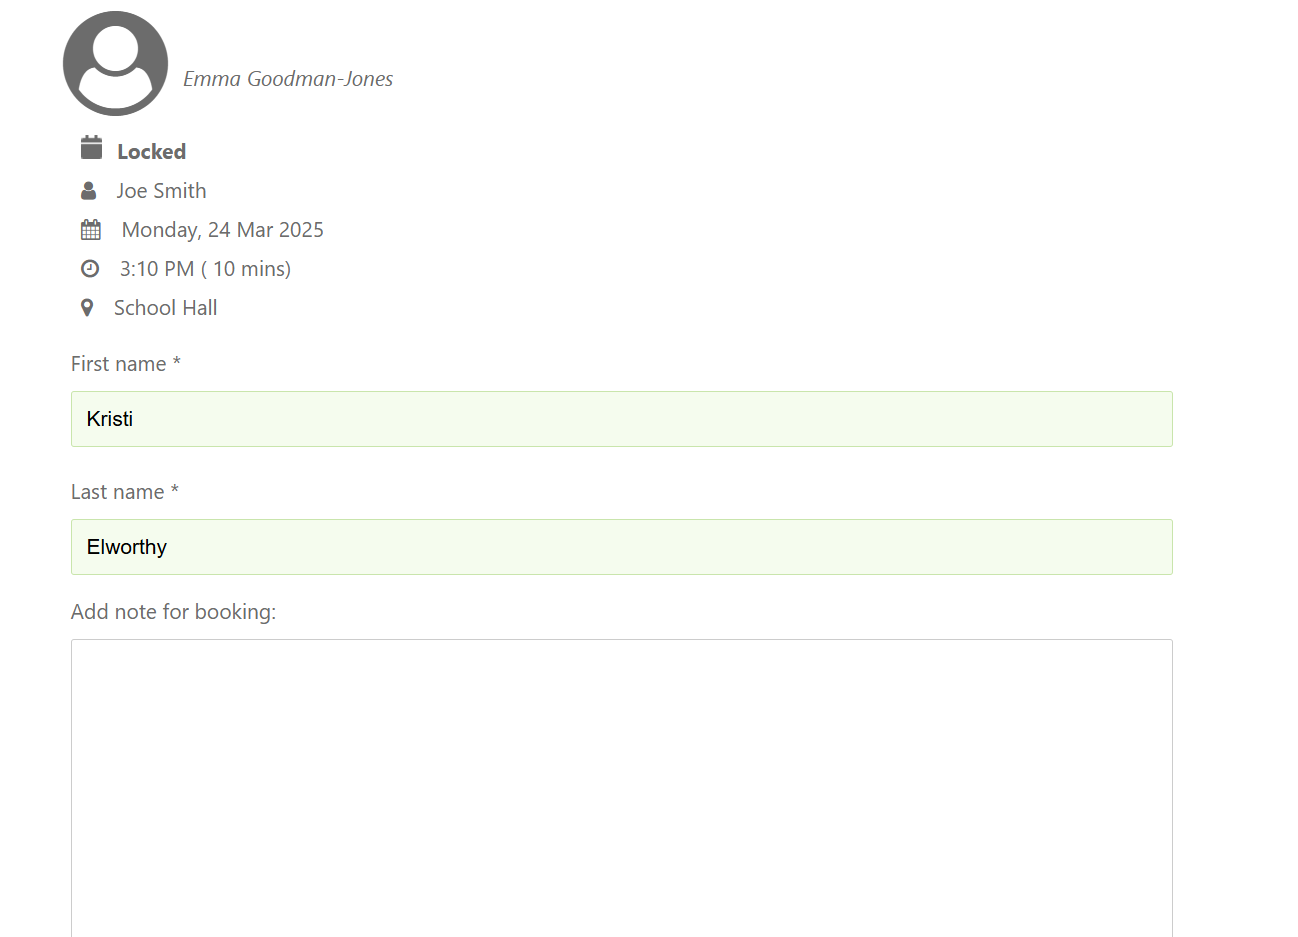 Emma Goodman-Jones
Locked
Joe Smith
Monday, 24 Mar 2025
3:10 PM ( 10 mins)
School Hall
First name *
Kristi
Last name *
Elworthy
Add note for booking: